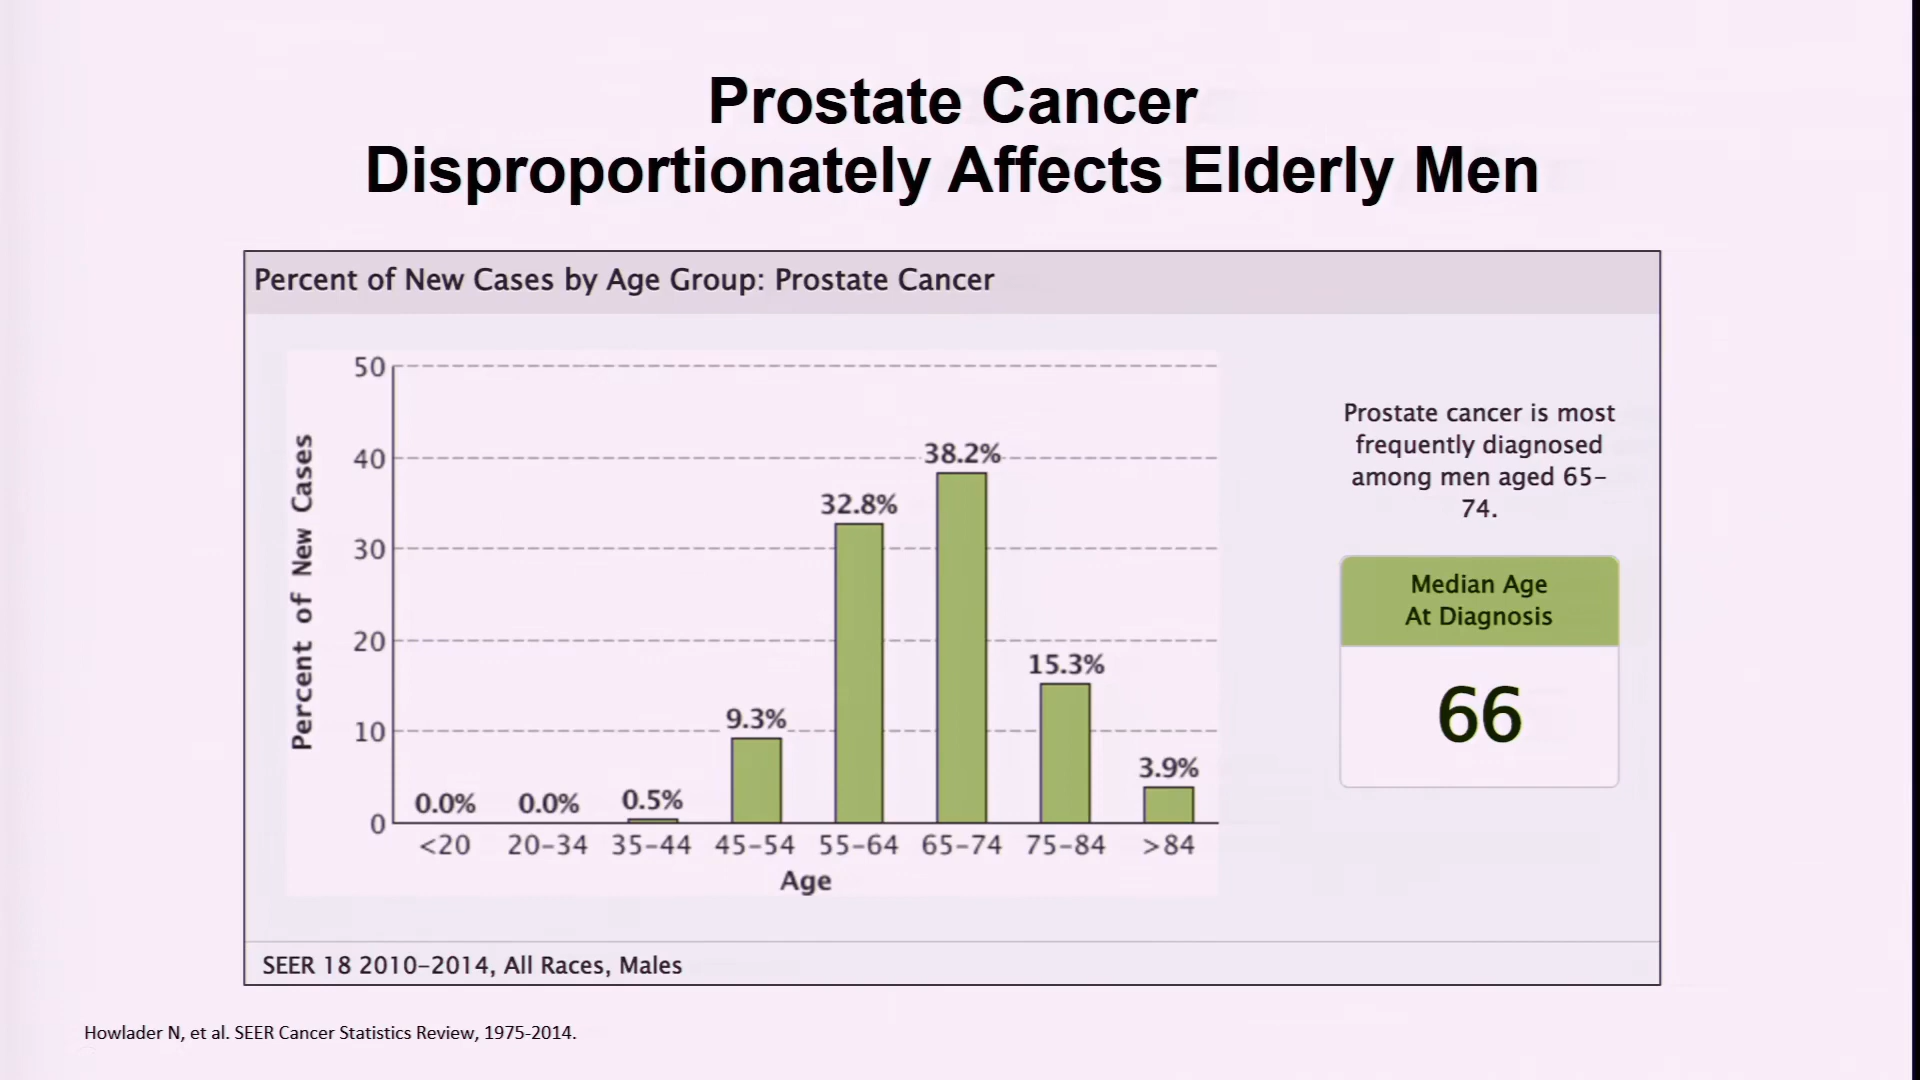 Prostate Cancer
Disproportionately Affects Elderly Men
Percent of New Cases by Age Group: Prostate Cancer
Percent of New Cases
50
40
30
20
10
0
0.0%
0.0%
0.5%
9.3%
32.8%
38.2%
15.3%
3.9%
<20
20-34
35-44
45-54
55-64
65-74
75-84
>84
Age
Prostate cancer is most
frequently diagnosed
among men aged 65-
74.
Median Age
At Diagnosis
66
SEER 18 2010-2014, All Races, Males
Howlader N, et al. SEER Cancer Statistics Review, 1975-2014.